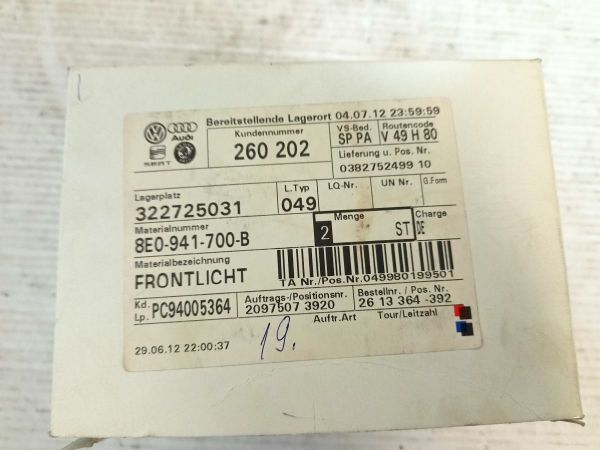 Bereitstellende Lagerort 04.07.12 23:59:59
Audi
SEAT
Kundennummer
260 202
VS-Bed.
SP PA
Routencode
V 49 H 80
Lieferung u. Pos. Nr.
0382752499 10
Lagerplatz
322725031
L.Typ
049
LQ-Nr.
UN Nr.
G.Form
Materialnummer
8E0-941-700-B
Menge
2 ST
Charge
DE
Materialbezeichnung
FRONTLICHT
TA Nr./Pos.Nr.049980199501
Kd.
Lp.
PC94005364
Auftrags-/Positionsnr.
2097507 3920
Bestellnr. / Pos. Nr.
26 13 364 -392
Auftr.Art
Tour/Leitzahl
29.06.12 22:00:37
19.